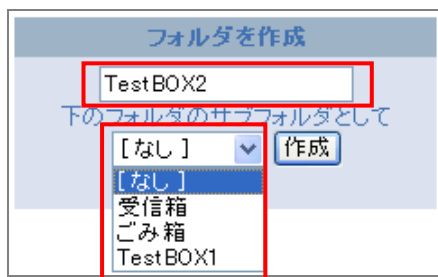 フォルダを作成
TestBOX2
下のフォルダのサブフォルダとして
[なし] 作成
[なし]
受信箱
ごみ箱
TestBOX1